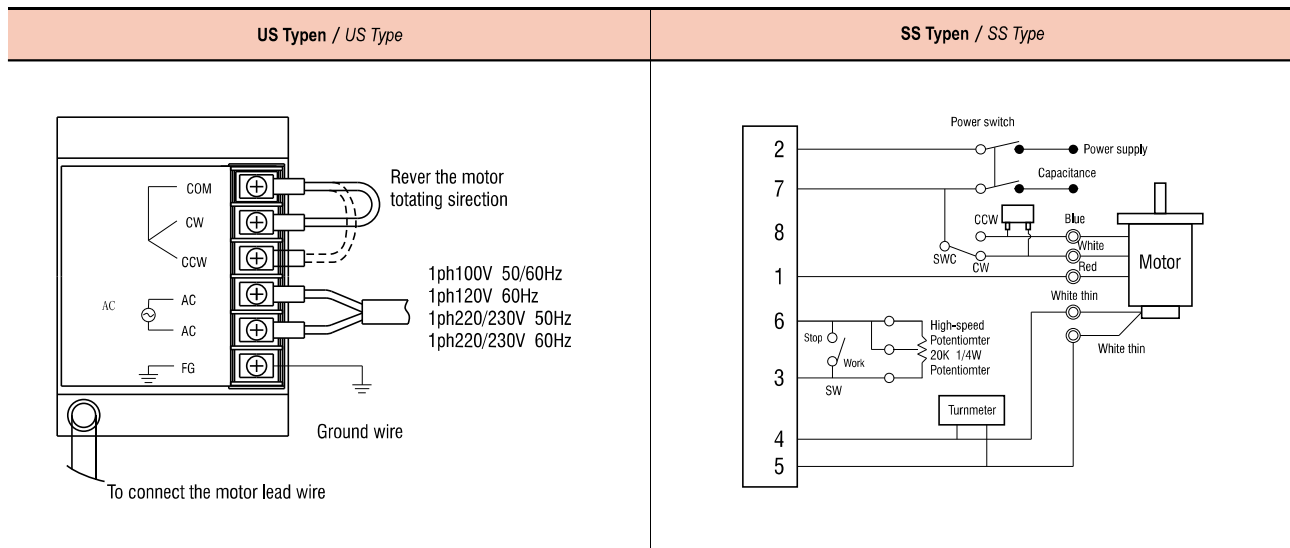 US Typen / US Type
SS Typen / SS Type
COM
CW
CCW
AC
AC
AC
FG
Rever the motor
totating sirection
1ph100V 50/60Hz
1ph120V 60Hz
1ph220/230V 50Hz
1ph220/230V 60Hz
Ground wire
To connect the motor lead wire
2
7
8
1
6
3
4
5
Power switch
Power supply
Capacitance
CCW
Blue
White
SWC
CW
Red
Motor
White thin
White thin
Stop
Work
SW
High-speed
Potentiomter
20K 1/4W
Potentiomter
Turnmeter